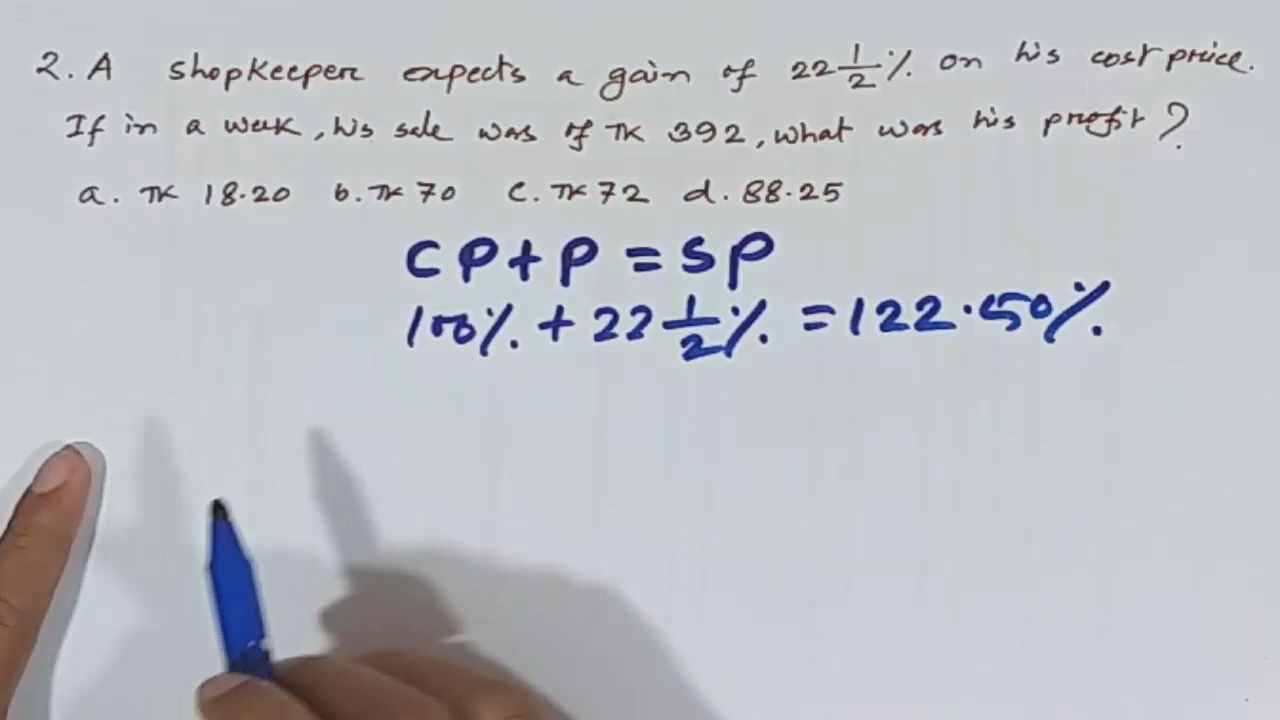 2. A shopkeeper expects a gain of 22 1/2 % on his cost price.
If in a week, his sale was of TK 392, what was his profit?
a. TK 18.20 b. TK 70 c. TK 72 d. 88.25
CP + P = SP
100% + 22 1/2 % = 122.50%